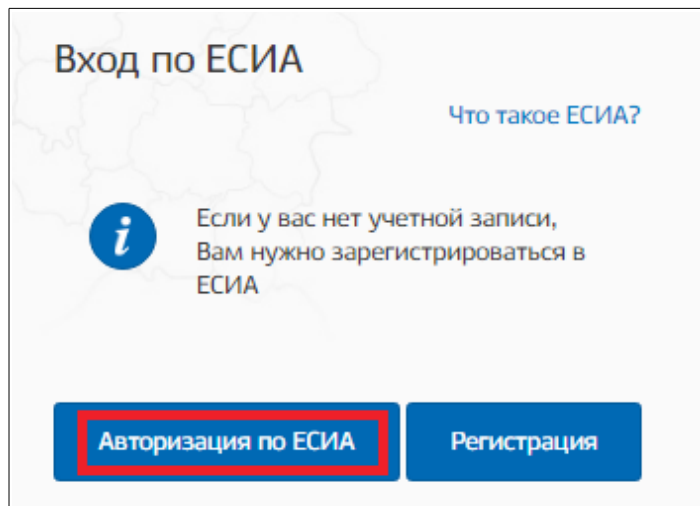 Вход по ЕСИА
Что такое ЕСИА?
i
Если у вас нет учетной записи,
Вам нужно зарегистрироваться в
ЕСИА
Авторизация по ЕСИА
Регистрация